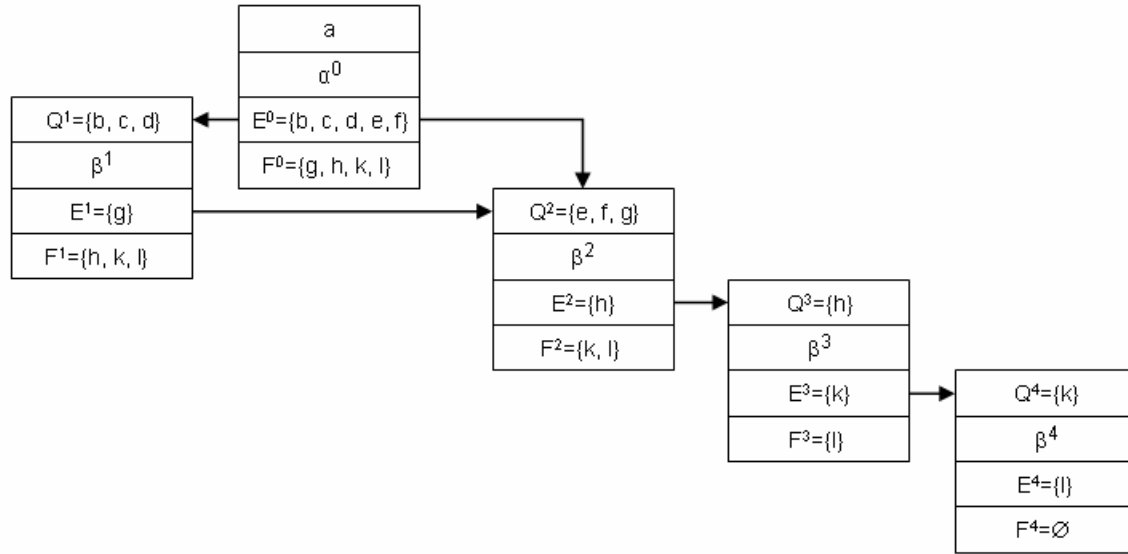 a
α⁰
E⁰={b, c, d, e, f}
F⁰={g, h, k, l}
Q¹={b, c, d}
β¹
E¹={g}
F¹={h, k, l}
Q²={e, f, g}
β²
E²={h}
F²={k, l}
Q³={h}
β³
E³={k}
F³={l}
Q⁴={k}
β⁴
E⁴={l}
F⁴=∅